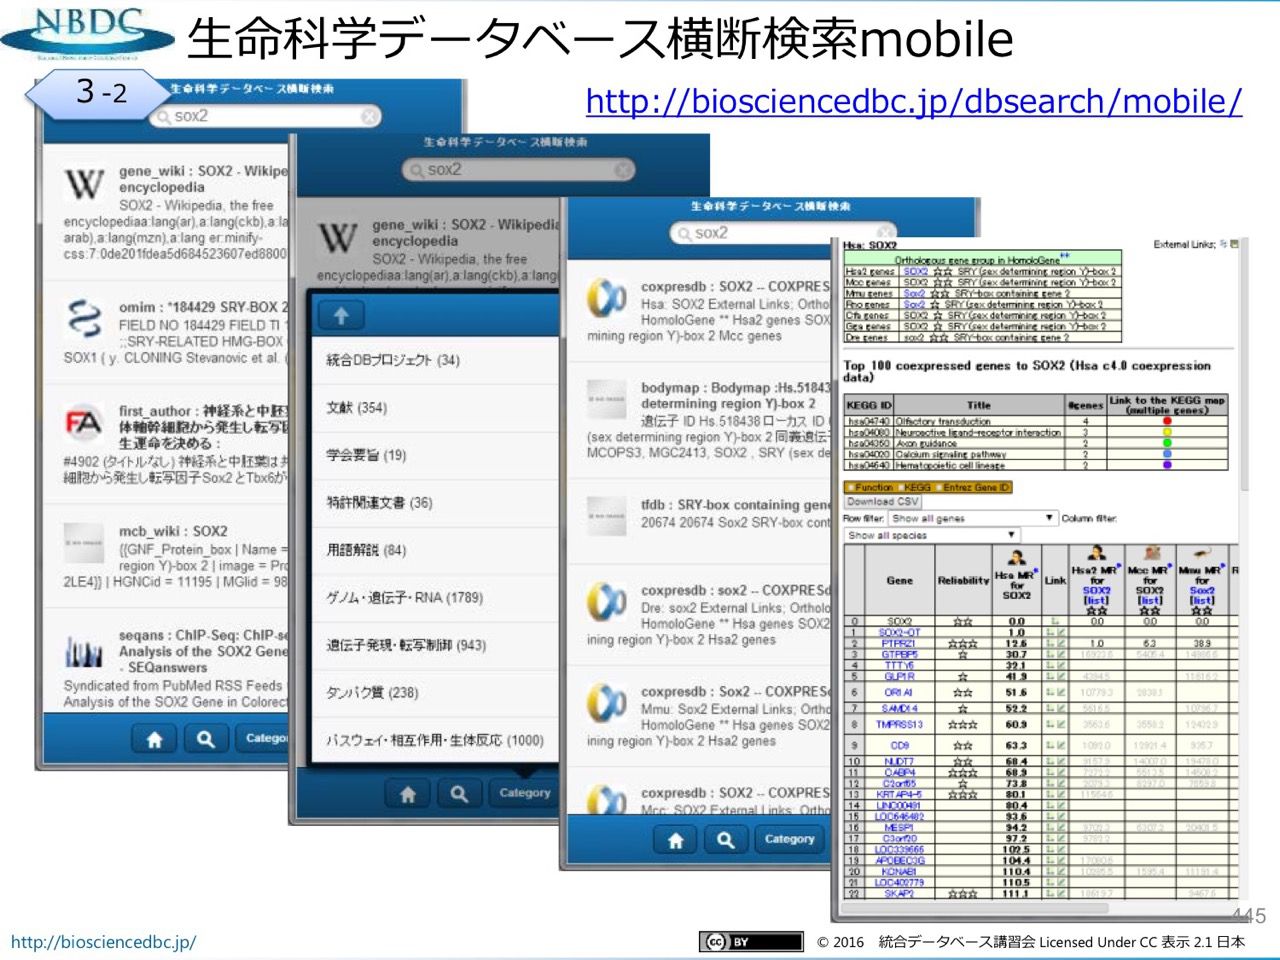 NBDC
生命科学データベース横断検索mobile
3-2
http://biosciencedbc.jp/dbsearch/mobile/
生命科学データベース横断検索
sox2
gene_wiki : SOX2 - Wikipe
encyclopedia
SOX2 - Wikipedia, the free
encyclopediaa:lang(ar),a:lang(ckb),a:la
arab),a:lang(mzn),a:lang er:minify-
css:7:0de201fdea5d684523607ed8800
omim : *184429 SRY-BOX 2
FIELD NO 184429 FIELD TI
;;SRY-RELATED HMG-BOX
SOX1 ( y. CLONING Stevanovic et al. (
first_author : 神経系と中胚葉
体軸幹細胞から発生し転写因
生運命を決める :
#4902 (タイトルなし) 神経系と中胚葉は共
細胞から発生し転写因子Sox2とTbx6が
mcb_wiki : SOX2
{{GNF_Protein_box | Name =
region Y)-box 2 | image = Pro
2LE4}} | HGNCid = 11195 | MGIid = 98
seqans : ChIP-Seq: ChIP-se
Analysis of the SOX2 Gene
- SEQanswers
Syndicated from PubMed RSS Feeds
Analysis of the SOX2 Gene in Colorect
Catego
生命科学データベース横断検索
sox2
gene_wiki : SOX2 - Wikipedia
encyclopedia
SOX2 - Wikipedia, the free
encyclopediaa:lang(ar),a:lang(ckb),a:lang
統合DBプロジェクト (34)
文献 (354)
学会要旨 (19)
特許関連文書 (36)
用語解説 (84)
ゲノム・遺伝子・RNA (1789)
遺伝子発現・転写制御 (943)
タンパク質 (238)
パスウェイ・相互作用・生体反応 (1000)
Category
生命科学データベース横断検索
sox2
coxpresdb : SOX2 -- COXPRES
Hsa: SOX2 External Links; Ortho
HomoloGene ** Hsa2 genes SOX
mining region Y)-box 2 Mcc genes
bodymap : Bodymap :Hs.51843
determining region Y)-box 2
遺伝子 ID Hs.518438 ローカス ID
(sex determining region Y)-box 2 同義遺伝子
MCOPS3, MGC2413, SOX2 , SRY (sex de
tfdb : SRY-box containing gene
20674 20674 Sox2 SRY-box cont
coxpresdb : sox2 -- COXPRES
Dre: sox2 External Links; Ortholo
HomoloGene ** Hsa genes SOX2
ining region Y)-box 2 Hsa2 genes
coxpresdb : Sox2 -- COXPRESd
Mmu: Sox2 External Links; Ortholo
HomoloGene ** Hsa genes SOX2
ining region Y)-box 2 Hsa2 genes
coxpresdb : SOX2 -- COXPRES
Mcc: SOX2 External Links; Ortho
Category
Hsa: SOX2
External Links;
Orthologous gene group in HomoloGene**
Hsa2 genes SOX2 ☆☆ SRY (sex determining region Y)-box 2
Mcc genes SOX2 ☆☆ SRY (sex determining region Y)-box 2
Mmu genes Sox2 ☆☆ SRY-box containing gene 2
Rno genes Sox2 ☆ SRY (sex determining region Y)-box 2
Cfa genes SOX2 ☆ SRY (sex determining region Y)-box 2
Gga genes SOX2 ☆ SRY (sex determining region Y)-box 2
Dre genes sox2 ☆ SRY-box containing gene 2
Top 100 coexpressed genes to SOX2 (Hsa c4.0 coexpression
data)
KEGG ID Title #genes Link to the KEGG map (multiple genes)
hsa04740 Olfactory transduction 4
hsa04080 Neuroactive ligand-receptor interaction 3
hsa04360 Axon guidance 2
hsa04020 Calcium signaling pathway 2
hsa04640 Hematopoietic cell lineage 2
Function KEGG Entrez Gene ID
Download CSV
Row filter: Show all genes Column filter:
Show all species
Gene Reliability Hsa MR* for SOX2 Link Hsa2 MR* for SOX2 [list] ☆☆ Mcc MR* for SOX2 [list] ☆☆ Mmu MR* for Sox2 [list] ☆☆
0 SOX2 ☆☆ 0.0 0.0 0.0 0.0
1 SOX2-OT 1.0
2 PTPRZ1 ☆☆☆ 12.6 1.0 6.3 38.9
3 GTPBP5 ☆ 30.7
4 TTTY6 32.1
5 GLP1R ☆ 41.9
6 OR1A1 ☆☆ 51.6
7 SAMD14 ☆ 52.2
8 TMPRSS13 ☆☆☆ 60.9
9 CD9 ☆☆ 63.3
10 NUDT7 ☆☆ 68.4
11 CABP4 ☆☆☆ 68.9
12 C2orf65 ☆ 73.8
13 KRTAP4-5 ☆☆☆ 80.1
14 LINC00491 80.4
15 LOC646482 93.6
16 MESP1 94.2
17 C3orf20 97.2
18 LOC339666 102.5
19 APOBEC3G 104.4
20 KCNAB1 110.4
21 LOC402779 110.5
22 SKAP2 ☆☆☆ 111.1
445
http://biosciencedbc.jp/
CC BY
© 2016 統合データベース講習会 Licensed Under CC 表示 2.1 日本